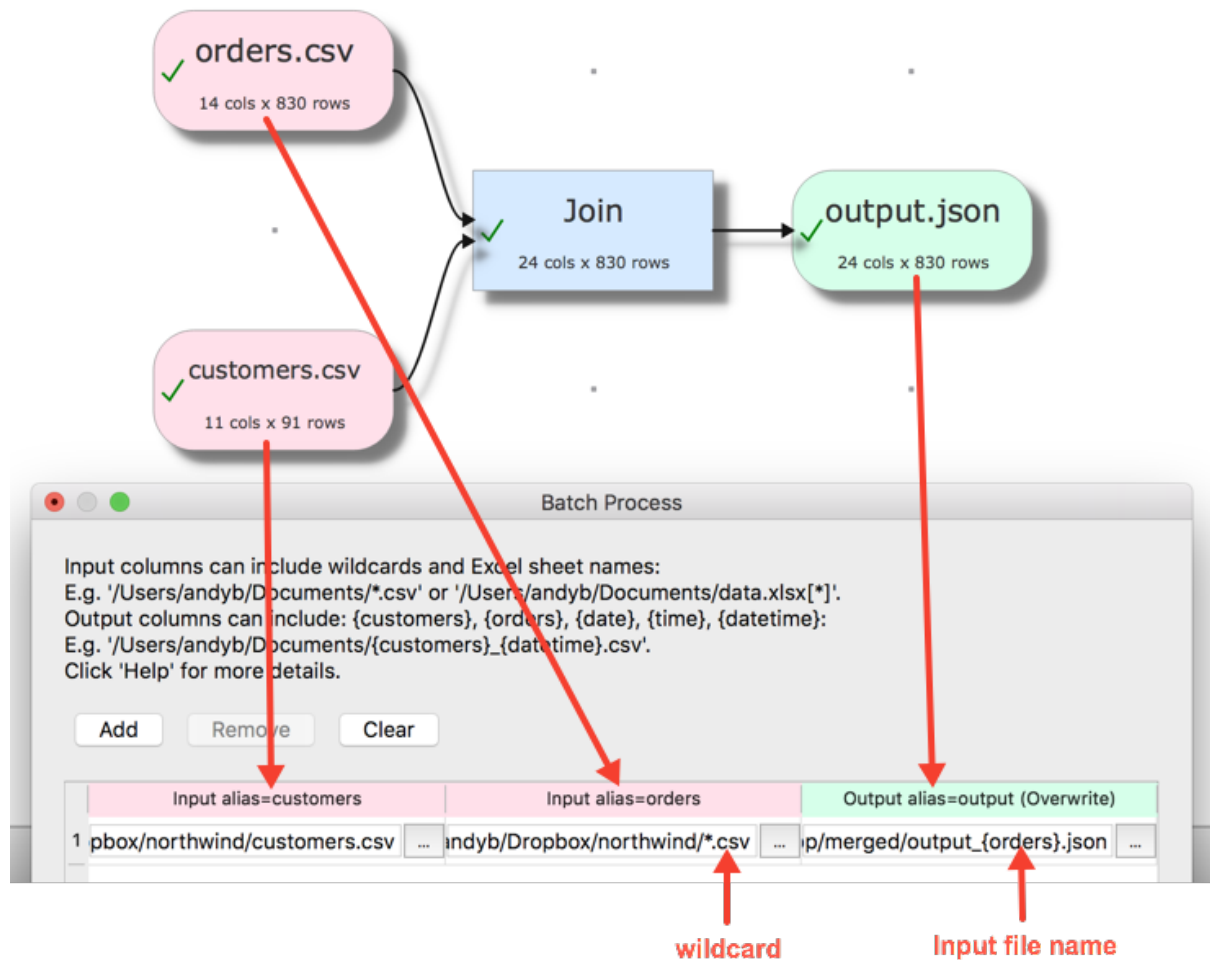 orders.csv
14 cols x 830 rows
Join
24 cols x 830 rows
output.json
24 cols x 830 rows
customers.csv
11 cols x 91 rows
Batch Process
Input columns can include wildcards and Excel sheet names:
E.g. '/Users/andyb/Documents/*.csv' or '/Users/andyb/Documents/data.xlsx[*]'.
Output columns can include: {customers}, {orders}, {date}, {time}, {datetime}:
E.g. '/Users/andyb/Documents/{customers}_{datetime}.csv'.
Click 'Help' for more details.
Add Remove Clear
Input alias=customers Input alias=orders Output alias=output (Overwrite)
1 pbox/northwind/customers.csv ... andyb/Dropbox/northwind/*.csv ... op/merged/output_{orders}.json ...
wildcard Input file name